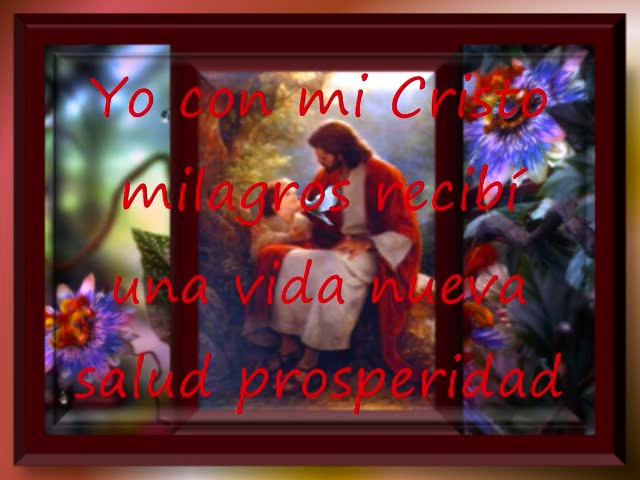 Yo con mi Cristo
milagros recibí
una vida nueva
salud prosperidad